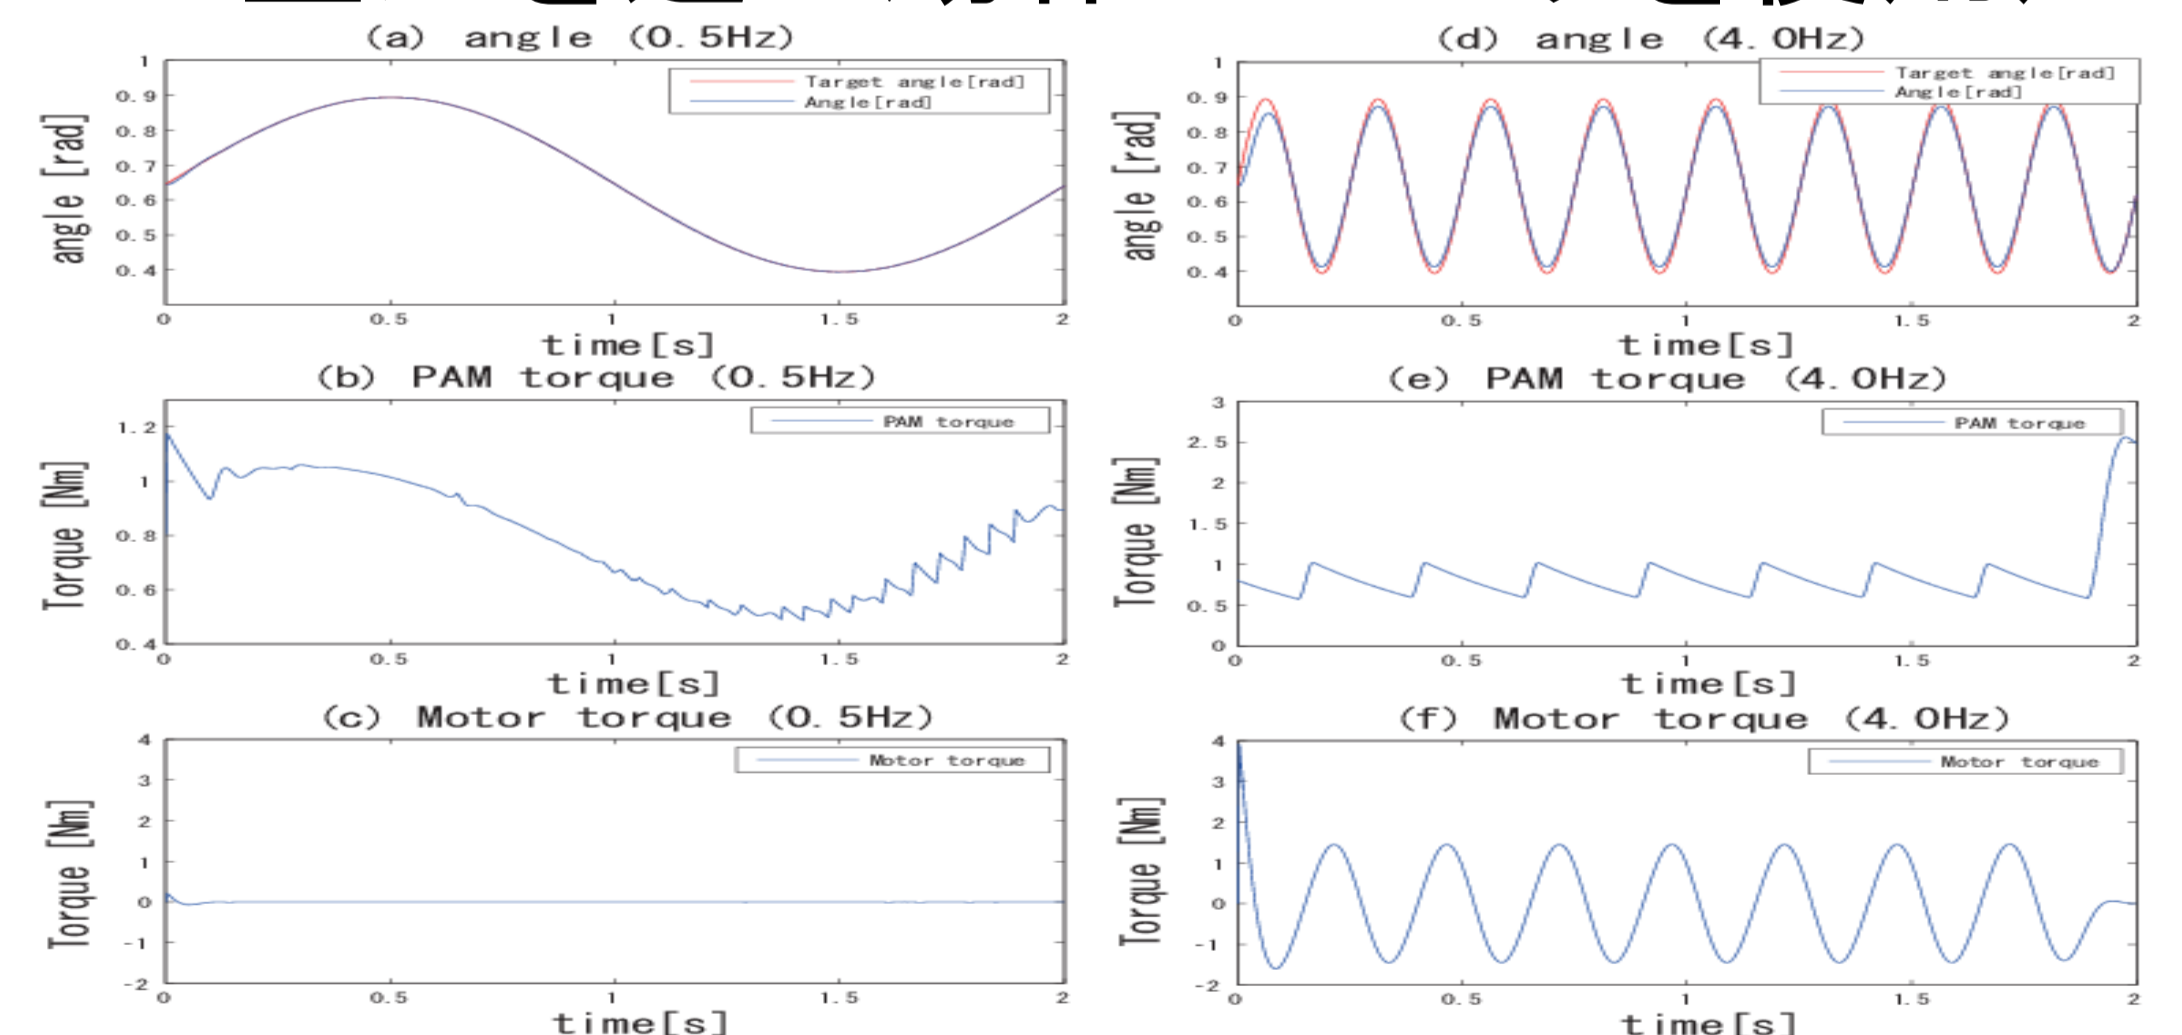 (a) angle (0.5Hz)
Target angle[rad]
Angle[rad]
angle [rad]
1
0.9
0.8
0.7
0.6
0.5
0.4
0
0.5
1
1.5
2
time[s]
(b) PAM torque (0.5Hz)
PAM torque
Torque [Nm]
1.2
1
0.8
0.6
0.4
0
0.5
1
1.5
2
time[s]
(c) Motor torque (0.5Hz)
Motor torque
Torque [Nm]
4
3
2
1
0
-1
-2
0
0.5
1
1.5
2
time[s]
(d) angle (4.0Hz)
Target angle[rad]
Angle[rad]
angle [rad]
1
0.9
0.8
0.7
0.6
0.5
0.4
0
0.5
1
1.5
2
time[s]
(e) PAM torque (4.0Hz)
PAM torque
Torque [Nm]
3
2.5
2
1.5
1
0.5
0
0
0.5
1
1.5
2
time[s]
(f) Motor torque (4.0Hz)
Motor torque
Torque [Nm]
4
3
2
1
0
-1
-2
0
0.5
1
1.5
2
time[s]